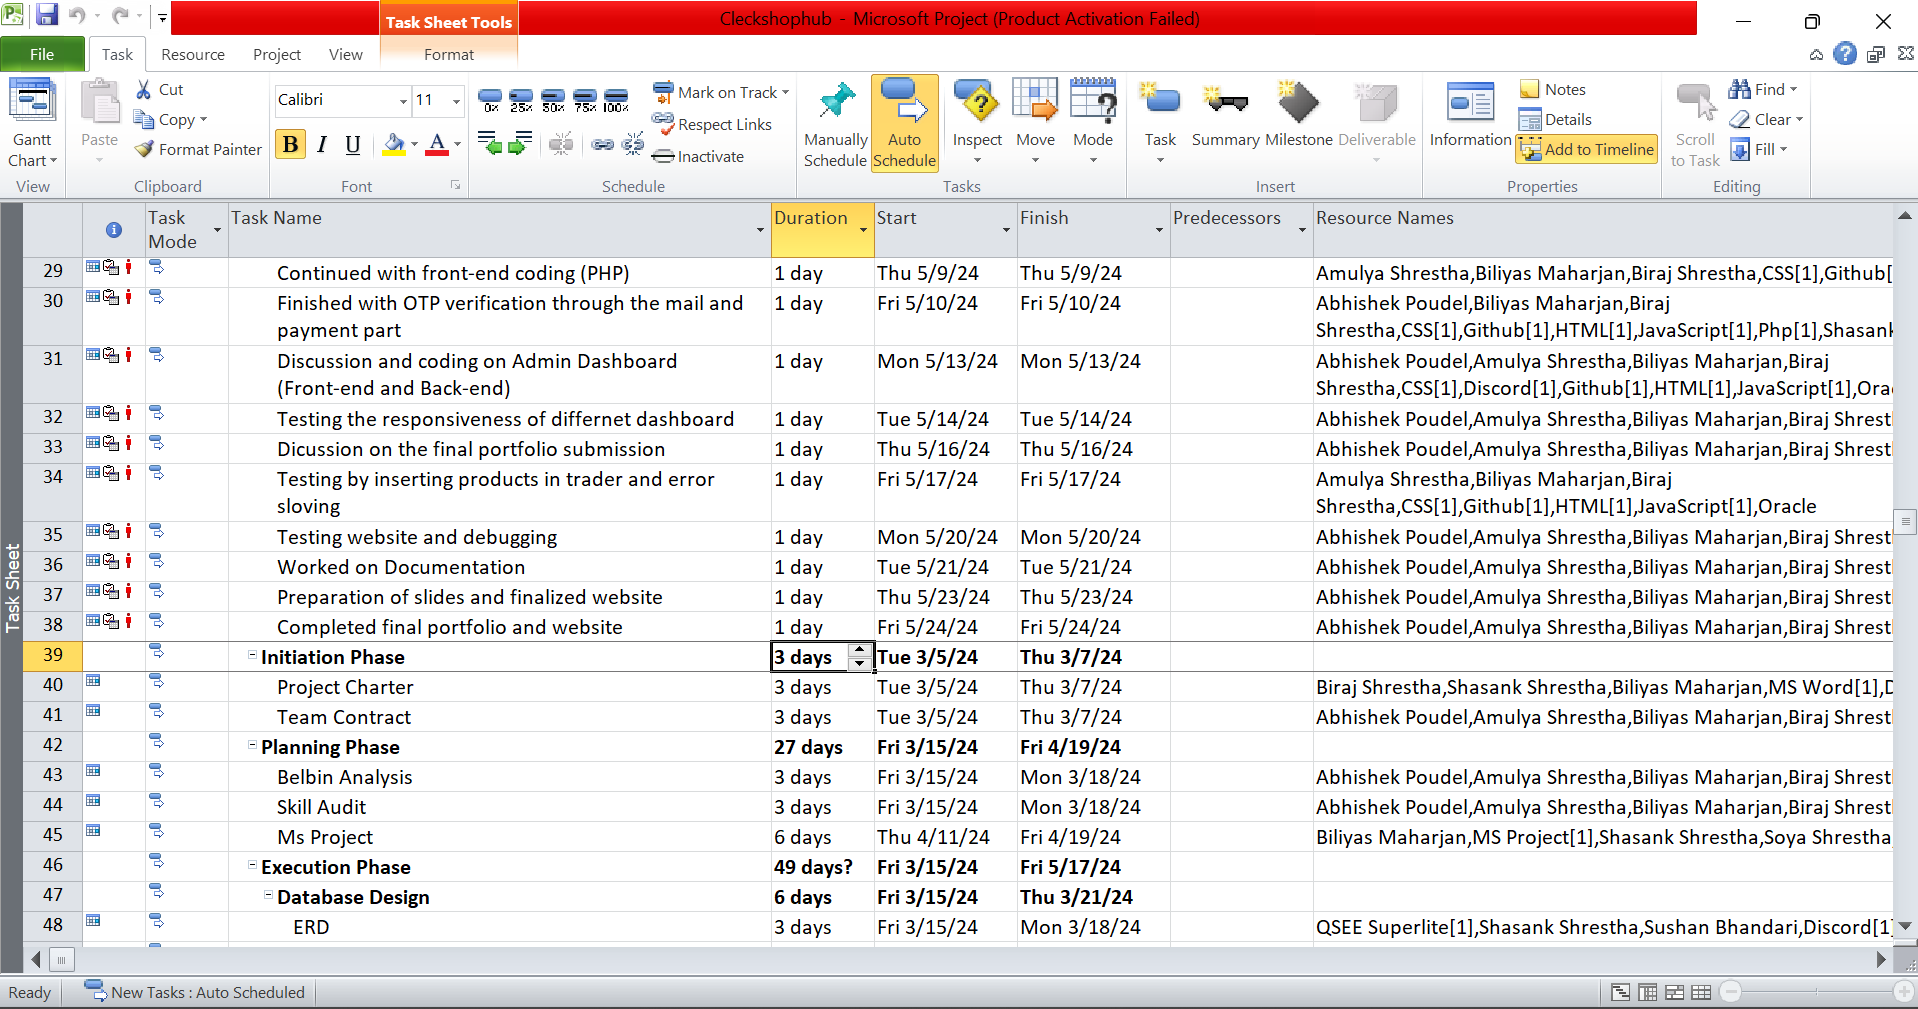 Task Sheet Tools
Cleckshophub - Microsoft Project (Product Activation Failed)
File Task Resource Project View Format
Gantt Chart
View
Paste
Cut
Copy
Format Painter
Clipboard
Calibri 11
B I U A
Font
0% 25% 50% 75% 100%
Mark on Track
Respect Links
Inactivate
Schedule
Manually Schedule
Auto Schedule
Inspect
Move
Mode
Tasks
Task
Summary
Milestone
Deliverable
Insert
Information
Notes
Details
Add to Timeline
Properties
Scroll to Task
Find
Clear
Fill
Editing
Task Mode Task Name Duration Start Finish Predecessors Resource Names
29 Continued with front-end coding (PHP) 1 day Thu 5/9/24 Thu 5/9/24 Amulya Shrestha,Biliyas Maharjan,Biraj Shrestha,CSS[1],Github[
30 Finished with OTP verification through the mail and 1 day Fri 5/10/24 Fri 5/10/24 Abhishek Poudel,Biliyas Maharjan,Biraj
payment part Shrestha,CSS[1],Github[1],HTML[1],JavaScript[1],Php[1],Shasank
31 Discussion and coding on Admin Dashboard 1 day Mon 5/13/24 Mon 5/13/24 Abhishek Poudel,Amulya Shrestha,Biliyas Maharjan,Biraj
(Front-end and Back-end) Shrestha,CSS[1],Discord[1],Github[1],HTML[1],JavaScript[1],Orac
32 Testing the responsiveness of differnet dashboard 1 day Tue 5/14/24 Tue 5/14/24 Abhishek Poudel,Amulya Shrestha,Biliyas Maharjan,Biraj Shrest
33 Dicussion on the final portfolio submission 1 day Thu 5/16/24 Thu 5/16/24 Abhishek Poudel,Amulya Shrestha,Biliyas Maharjan,Biraj Shrest
34 Testing by inserting products in trader and error 1 day Fri 5/17/24 Fri 5/17/24 Amulya Shrestha,Biliyas Maharjan,Biraj
sloving Shrestha,CSS[1],Github[1],HTML[1],JavaScript[1],Oracle
35 Testing website and debugging 1 day Mon 5/20/24 Mon 5/20/24 Abhishek Poudel,Amulya Shrestha,Biliyas Maharjan,Biraj Shrest
36 Worked on Documentation 1 day Tue 5/21/24 Tue 5/21/24 Abhishek Poudel,Amulya Shrestha,Biliyas Maharjan,Biraj Shrest
37 Preparation of slides and finalized website 1 day Thu 5/23/24 Thu 5/23/24 Abhishek Poudel,Amulya Shrestha,Biliyas Maharjan,Biraj Shrest
38 Completed final portfolio and website 1 day Fri 5/24/24 Fri 5/24/24 Abhishek Poudel,Amulya Shrestha,Biliyas Maharjan,Biraj Shrest
39 Initiation Phase 3 days Tue 3/5/24 Thu 3/7/24
40 Project Charter 3 days Tue 3/5/24 Thu 3/7/24 Biraj Shrestha,Shasank Shrestha,Biliyas Maharjan,MS Word[1],D
41 Team Contract 3 days Tue 3/5/24 Thu 3/7/24 Abhishek Poudel,Amulya Shrestha,Biliyas Maharjan,Biraj Shrest
42 Planning Phase 27 days Fri 3/15/24 Fri 4/19/24
43 Belbin Analysis 3 days Fri 3/15/24 Mon 3/18/24 Abhishek Poudel,Amulya Shrestha,Biliyas Maharjan,Biraj Shrest
44 Skill Audit 3 days Fri 3/15/24 Mon 3/18/24 Abhishek Poudel,Amulya Shrestha,Biliyas Maharjan,Biraj Shrest
45 Ms Project 6 days Thu 4/11/24 Fri 4/19/24 Biliyas Maharjan,MS Project[1],Shasank Shrestha,Soya Shrestha,
46 Execution Phase 49 days? Fri 3/15/24 Fri 5/17/24
47 Database Design 6 days Fri 3/15/24 Thu 3/21/24
48 ERD 3 days Fri 3/15/24 Mon 3/18/24 QSEE Superlite[1],Shasank Shrestha,Sushan Bhandari,Discord[1]
Task Sheet
Ready New Tasks : Auto Scheduled